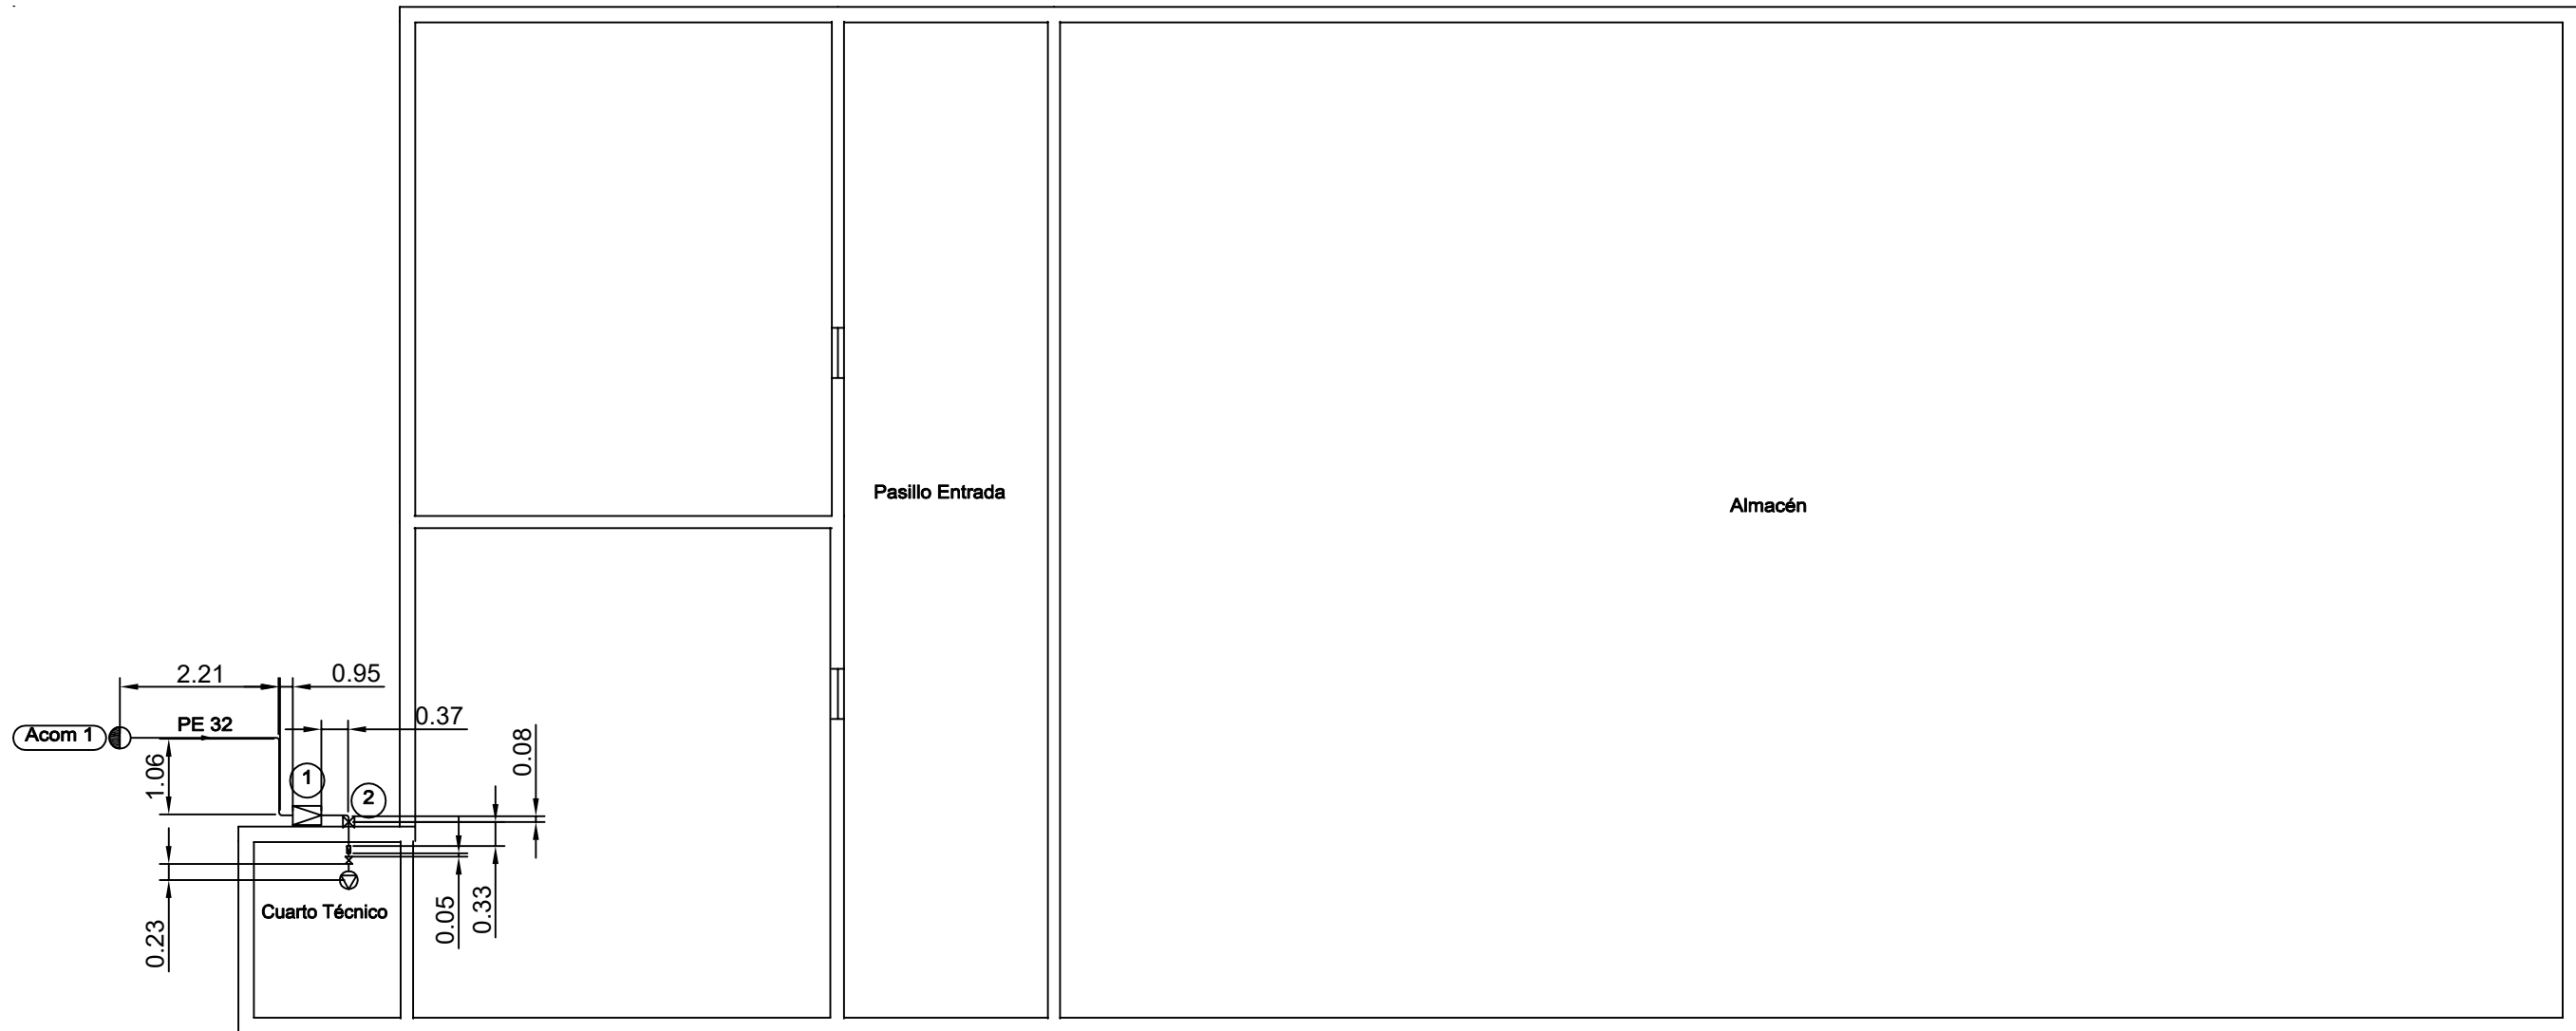 Pasillo Entrada
Almacén
2.21
0.95
PE 32
0.37
Acom 1
0.08
1.06
1
2
0.05
0.33
0.23
Cuarto Técnico